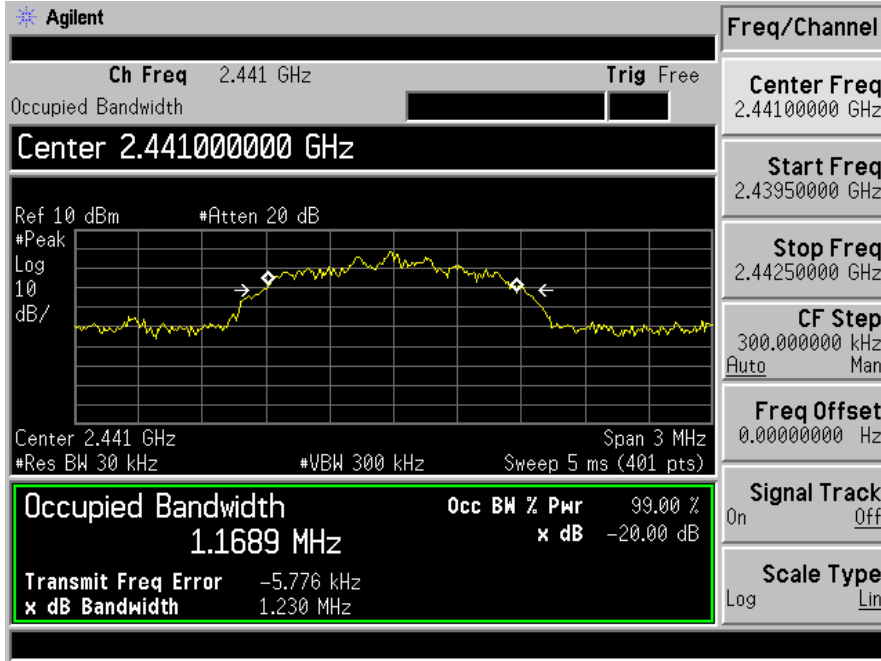 Agilent
Ch Freq 2.441 GHz Trig Free
Occupied Bandwidth
Center 2.441000000 GHz
Ref 10 dBm #Atten 20 dB
#Peak
Log
10
dB/
Center 2.441 GHz Span 3 MHz
#Res BW 30 kHz #VBW 300 kHz Sweep 5 ms (401 pts)
Occupied Bandwidth
1.1689 MHz
Occ BW % Pwr 99.00 %
x dB -20.00 dB
Transmit Freq Error -5.776 kHz
x dB Bandwidth 1.230 MHz
Freq/Channel
Center Freq
2.44100000 GHz
Start Freq
2.43950000 GHz
Stop Freq
2.44250000 GHz
CF Step
300.000000 kHz
Auto Man
Freq Offset
0.00000000 Hz
Signal Track
On Off
Scale Type
Log Lin